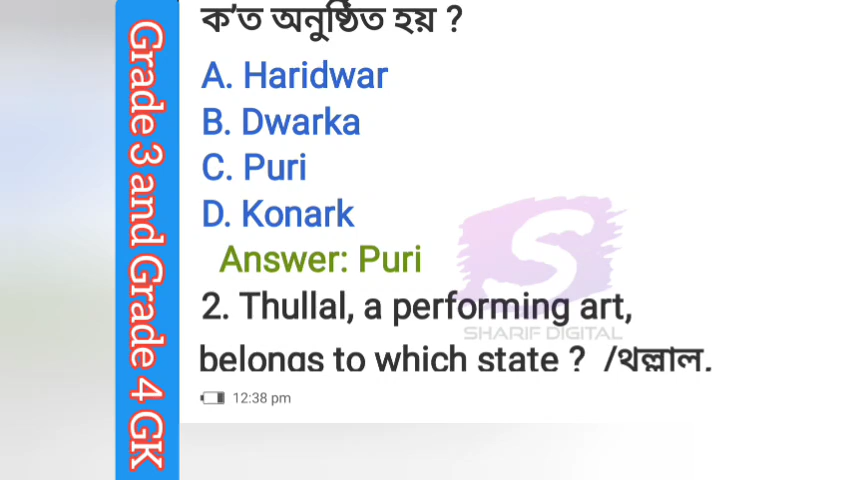 ক'ত অনুষ্ঠিত হয় ?
A. Haridwar
B. Dwarka
C. Puri
D. Konark
Answer: Puri
2. Thullal, a performing art,
belongs to which state ? /থল্লাল,
12:38 pm
Grade 3 and Grade 4 GK
S
SHARIF DIGITAL